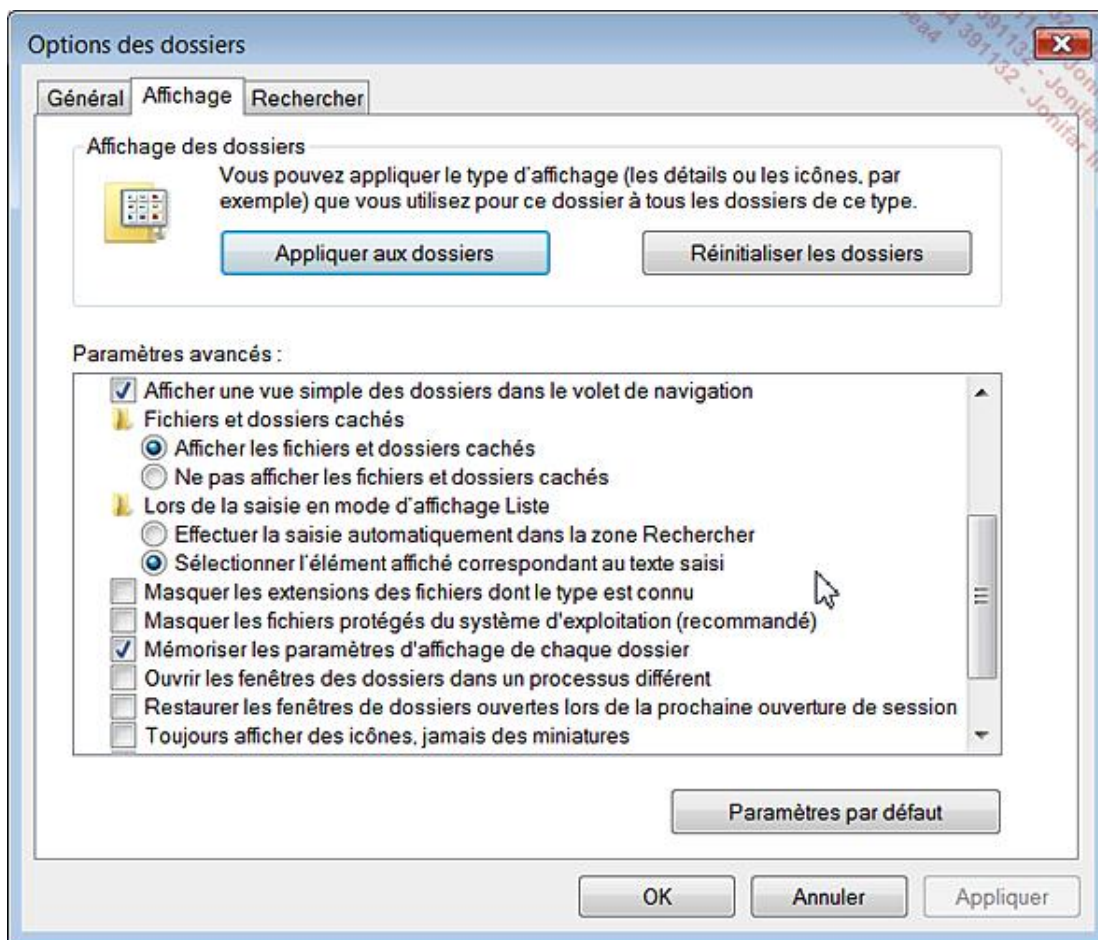 Options des dossiers
Général Affichage Rechercher
Affichage des dossiers
Vous pouvez appliquer le type d'affichage (les détails ou les icônes, par
exemple) que vous utilisez pour ce dossier à tous les dossiers de ce type.
Appliquer aux dossiers Réinitialiser les dossiers
Paramètres avancés :
Afficher une vue simple des dossiers dans le volet de navigation
Fichiers et dossiers cachés
Afficher les fichiers et dossiers cachés
Ne pas afficher les fichiers et dossiers cachés
Lors de la saisie en mode d'affichage Liste
Effectuer la saisie automatiquement dans la zone Rechercher
Sélectionner l'élément affiché correspondant au texte saisi
Masquer les extensions des fichiers dont le type est connu
Masquer les fichiers protégés du système d'exploitation (recommandé)
Mémoriser les paramètres d'affichage de chaque dossier
Ouvrir les fenêtres des dossiers dans un processus différent
Restaurer les fenêtres de dossiers ouvertes lors de la prochaine ouverture de session
Toujours afficher des icônes, jamais des miniatures
Paramètres par défaut
OK Annuler Appliquer
391132 - Jonifar